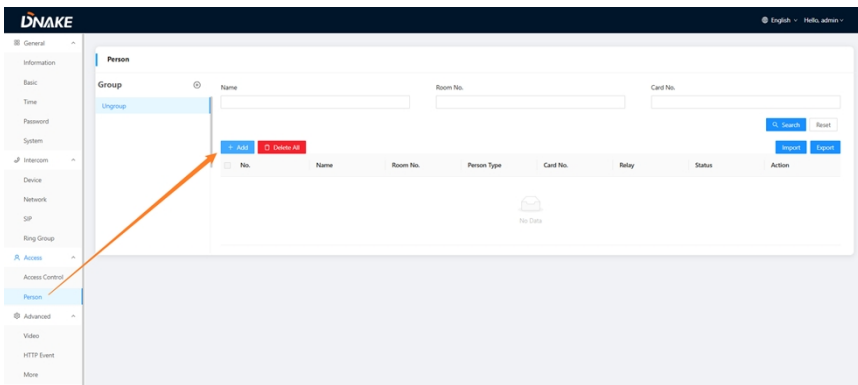 DNAKE
English
Hello, admin
General
Information
Basic
Time
Password
System
Intercom
Device
Network
SIP
Ring Group
Access
Access Control
Person
Advanced
Video
HTTP Event
More
Person
Group
Ungroup
Name
Room No.
Card No.
Search
Reset
+ Add
Delete All
Import
Export
No.
Name
Room No.
Person Type
Card No.
Relay
Status
Action
No Data